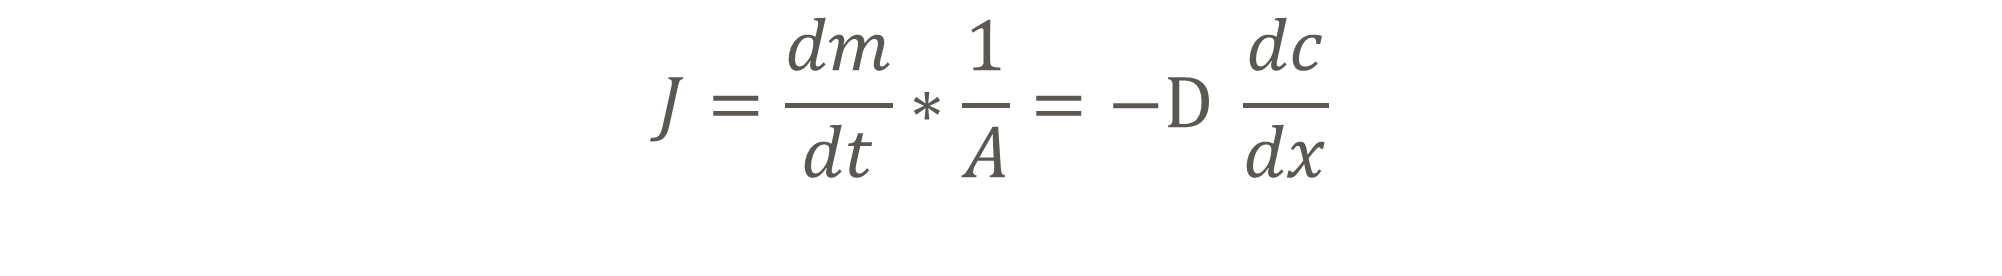 J = dm/dt * 1/A = −D dc/dx